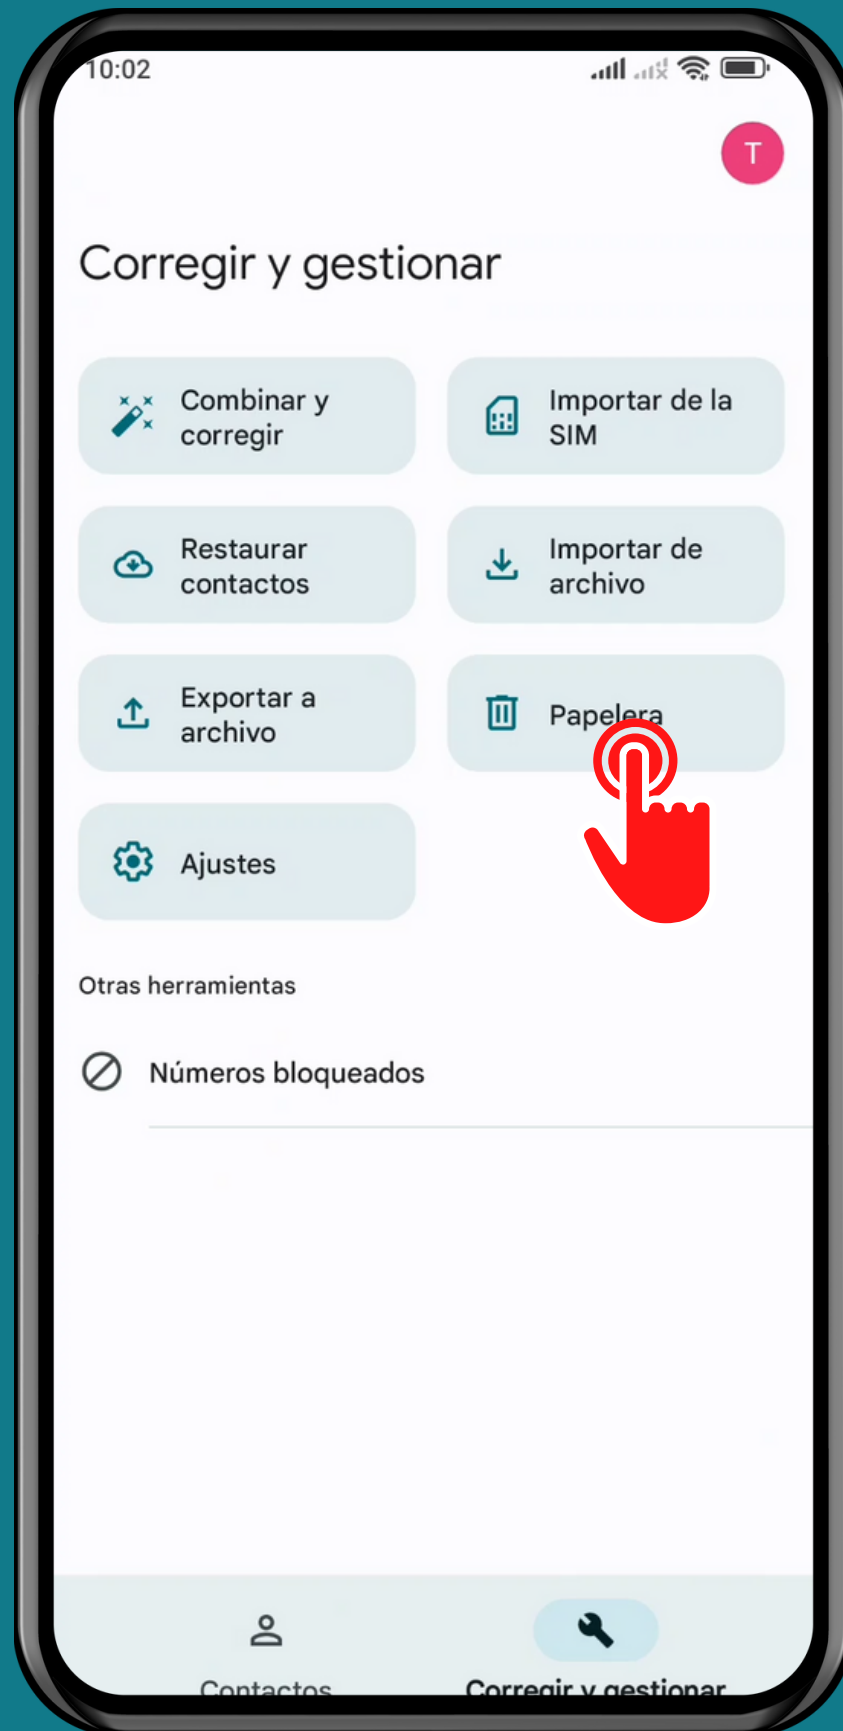 10:02
T
Corregir y gestionar
Combinar y
corregir
Importar de la
SIM
Restaurar
contactos
Importar de
archivo
Exportar a
archivo
Papelera
Ajustes
Otras herramientas
Números bloqueados
Contactos
Corregir y gestionar